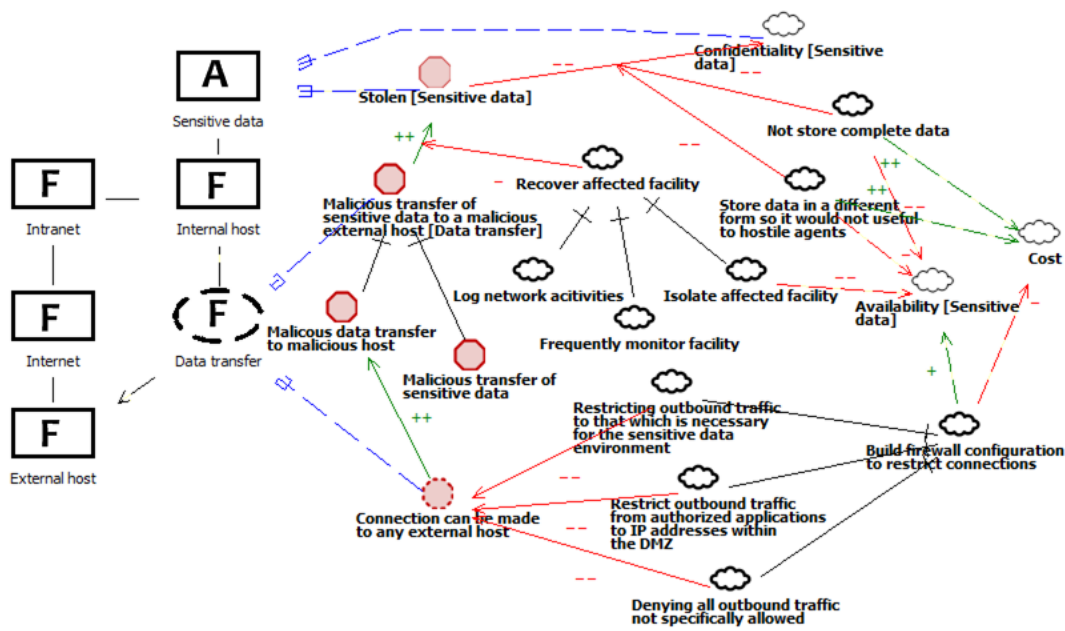 A
Sensitive data
F
Intranet
F
Internal host
F
Internet
F
Data transfer
F
External host
Confidentiality [Sensitive
data]
--
--
Stolen [Sensitive data]
++
Not store complete data
--
++
++
--
-
Recover affected facility
-
Malicious transfer of
sensitive data to a malicious
external host [Data transfer]
Store data in a different
form so it would not useful
to hostile agents
Cost
Log network acitivities
Isolate affected facility
--
-
Availability [Sensitive
data]
Malicous data transfer
to malicious host
Frequently monitor facility
Malicious transfer of
sensitive data
+
++
Restricting outbound traffic
to that which is necessary
for the sensitive data
environment
Build firewall configuration
to restrict connections
--
Connection can be made
to any external host
Restrict outbound traffic
from authorized applications
to IP addresses within
the DMZ
--
--
Denying all outbound traffic
not specifically allowed